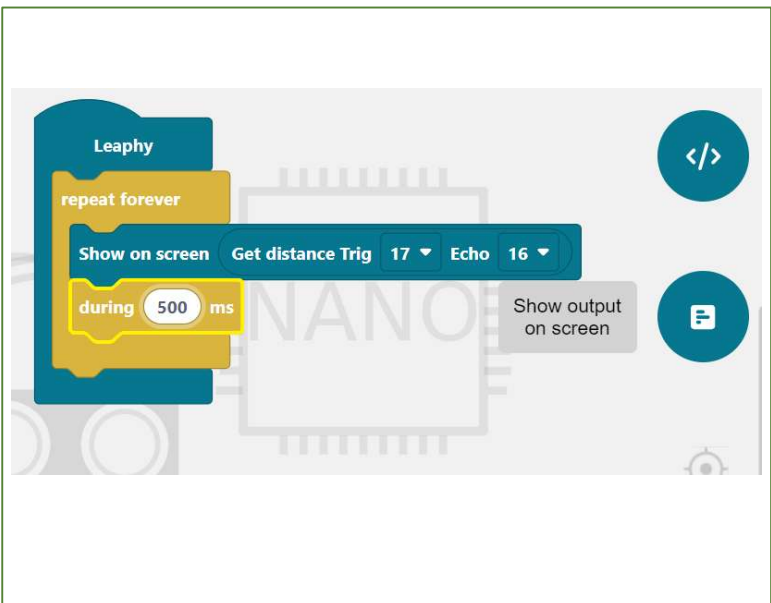 Leaphy
</>
repeat forever
Show on screen Get distance Trig 17 Echo 16
during 500 ms
NANO
Show output
on screen